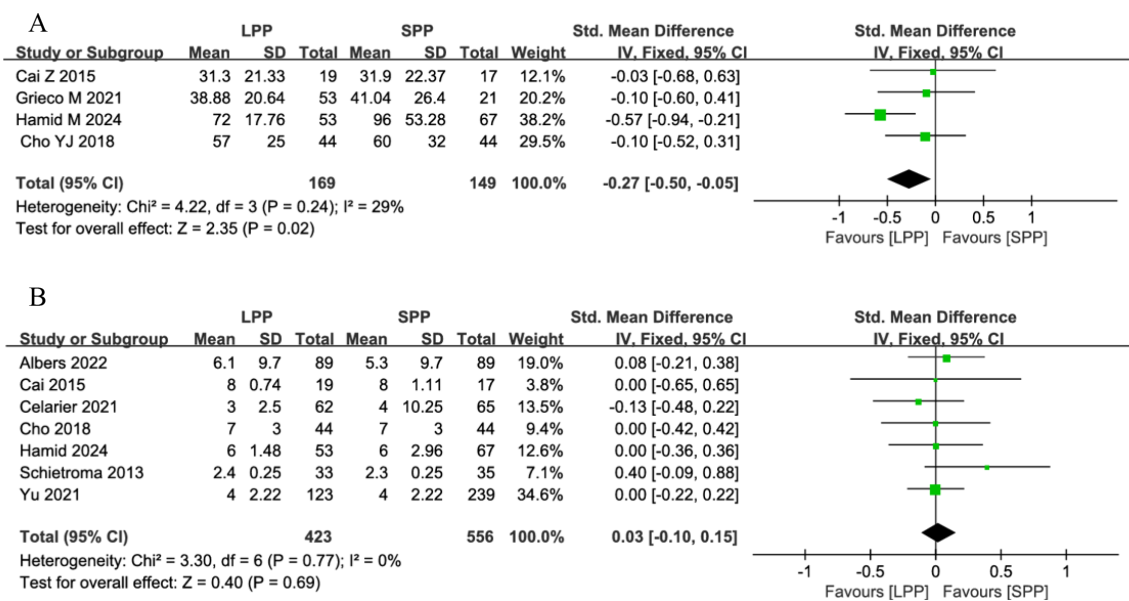 A
LPP SPP Std. Mean Difference Std. Mean Difference
Study or Subgroup Mean SD Total Mean SD Total Weight IV, Fixed, 95% CI IV, Fixed, 95% CI
Cai Z 2015 31.3 21.33 19 31.9 22.37 17 12.1% -0.03 [-0.68, 0.63]
Grieco M 2021 38.88 20.64 53 41.04 26.4 21 20.2% -0.10 [-0.60, 0.41]
Hamid M 2024 72 17.76 53 96 53.28 67 38.2% -0.57 [-0.94, -0.21]
Cho YJ 2018 57 25 44 60 32 44 29.5% -0.10 [-0.52, 0.31]
Total (95% CI) 169 149 100.0% -0.27 [-0.50, -0.05]
Heterogeneity: Chi² = 4.22, df = 3 (P = 0.24); I² = 29%
Test for overall effect: Z = 2.35 (P = 0.02)
-1 -0.5 0 0.5 1
Favours [LPP] Favours [SPP]
B
LPP SPP Std. Mean Difference Std. Mean Difference
Study or Subgroup Mean SD Total Mean SD Total Weight IV, Fixed, 95% CI IV, Fixed, 95% CI
Albers 2022 6.1 9.7 89 5.3 9.7 89 19.0% 0.08 [-0.21, 0.38]
Cai 2015 8 0.74 19 8 1.11 17 3.8% 0.00 [-0.65, 0.65]
Celarier 2021 3 2.5 62 4 10.25 65 13.5% -0.13 [-0.48, 0.22]
Cho 2018 7 3 44 7 3 44 9.4% 0.00 [-0.42, 0.42]
Hamid 2024 6 1.48 53 6 2.96 67 12.6% 0.00 [-0.36, 0.36]
Schietroma 2013 2.4 0.25 33 2.3 0.25 35 7.1% 0.40 [-0.09, 0.88]
Yu 2021 4 2.22 123 4 2.22 239 34.6% 0.00 [-0.22, 0.22]
Total (95% CI) 423 556 100.0% 0.03 [-0.10, 0.15]
Heterogeneity: Chi² = 3.30, df = 6 (P = 0.77); I² = 0%
Test for overall effect: Z = 0.40 (P = 0.69)
-1 -0.5 0 0.5 1
Favours [LPP] Favours [SPP]